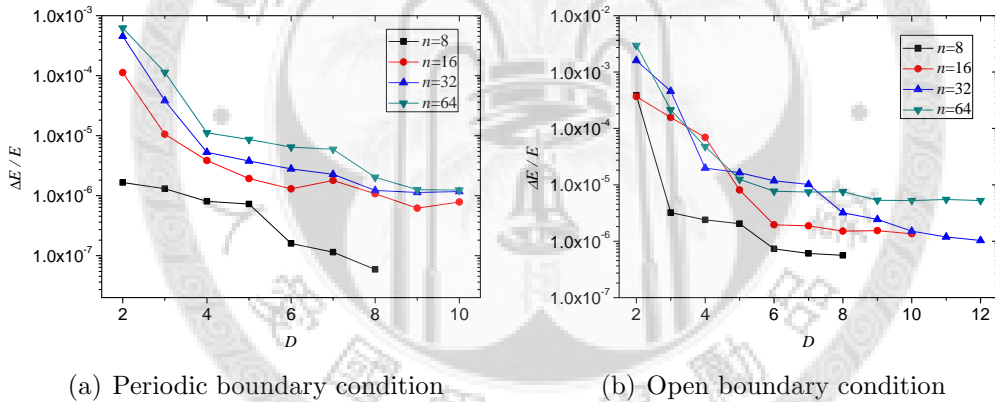 1.0x10⁻³
1.0x10⁻⁴
1.0x10⁻⁵
1.0x10⁻⁶
1.0x10⁻⁷
ΔE / E
n=8
n=16
n=32
n=64
2 4 6 8 10
D
(a) Periodic boundary condition
1.0x10⁻²
1.0x10⁻³
1.0x10⁻⁴
1.0x10⁻⁵
1.0x10⁻⁶
1.0x10⁻⁷
ΔE / E
n=8
n=16
n=32
n=64
2 4 6 8 10 12
D
(b) Open boundary condition